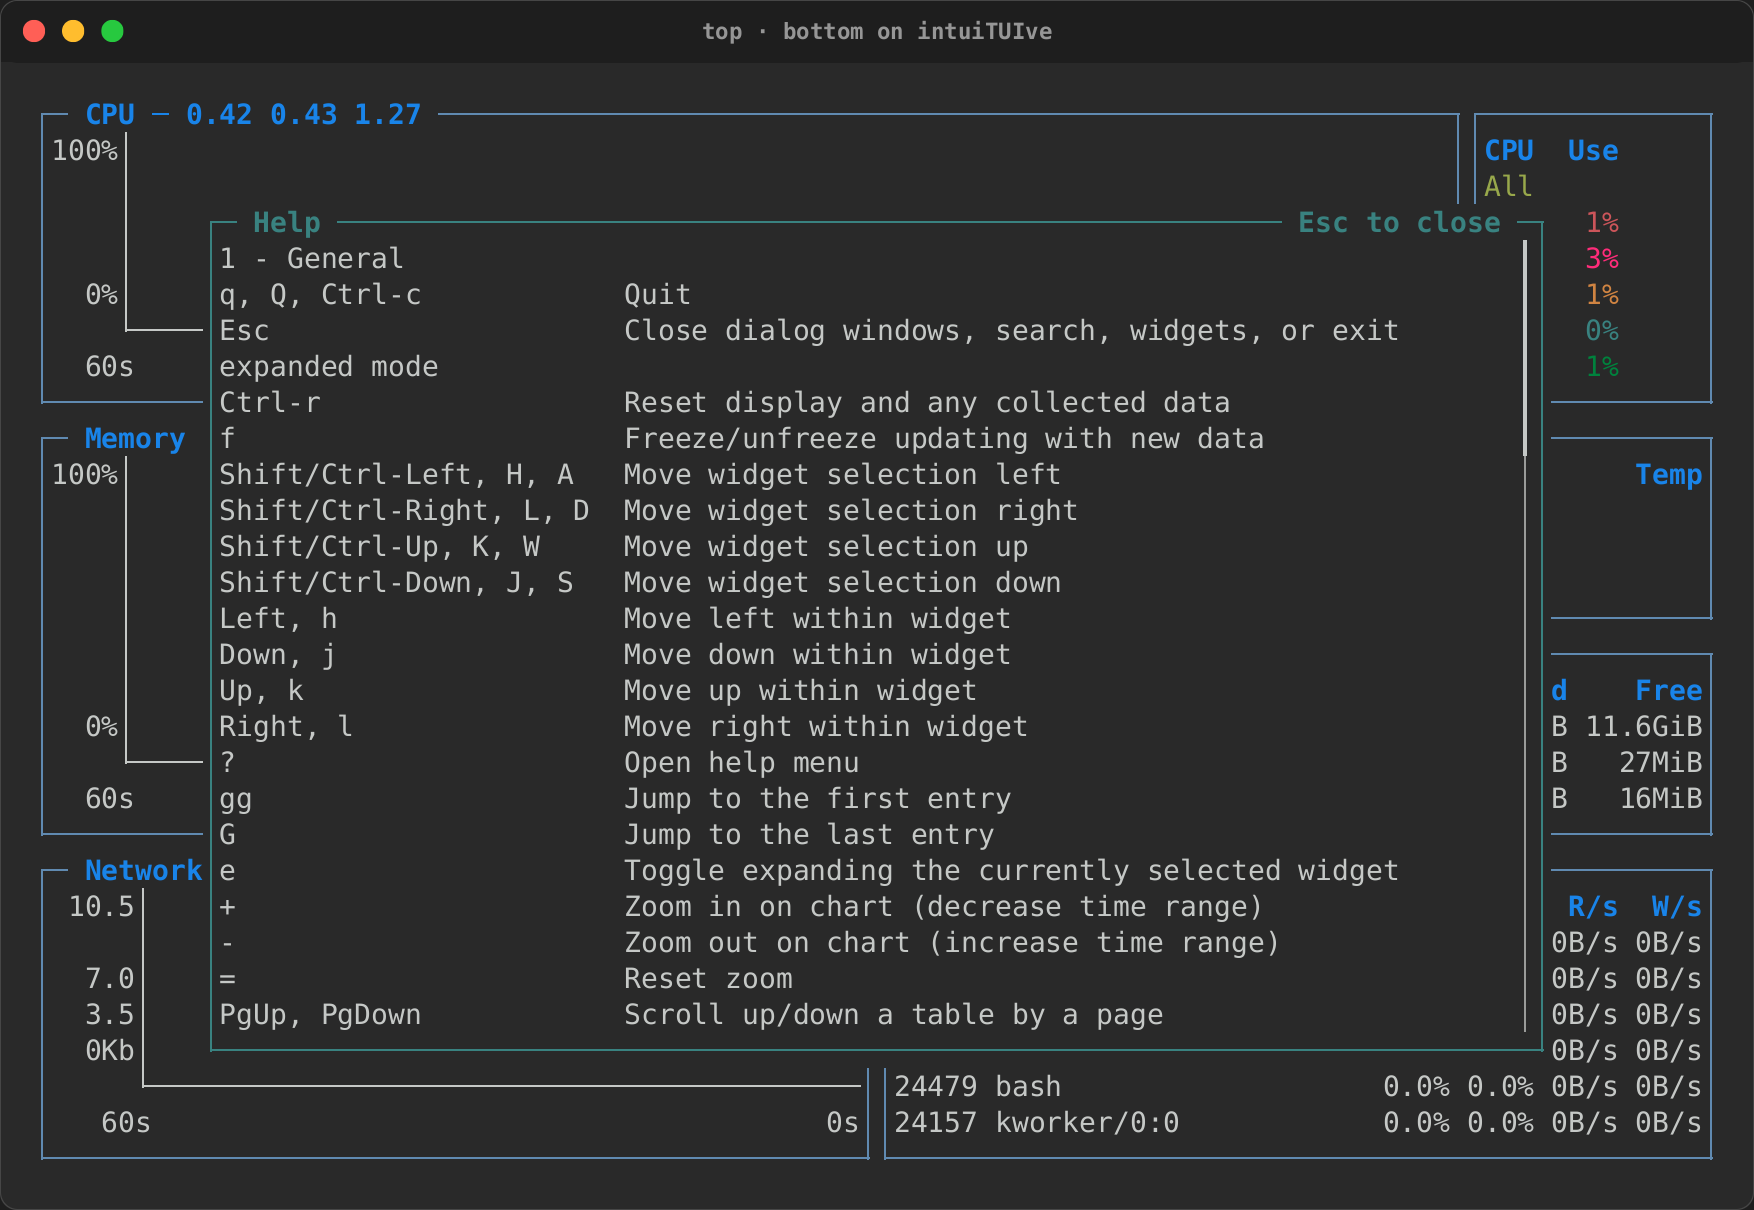 top · bottom on intuiTUIve
CPU — 0.42 0.43 1.27
100%
CPU Use
All
Help Esc to close 1%
1 - General 3%
0% q, Q, Ctrl-c Quit 1%
Esc Close dialog windows, search, widgets, or exit 0%
60s expanded mode 1%
Ctrl-r Reset display and any collected data
Memory f Freeze/unfreeze updating with new data
100% Shift/Ctrl-Left, H, A Move widget selection left Temp
Shift/Ctrl-Right, L, D Move widget selection right
Shift/Ctrl-Up, K, W Move widget selection up
Shift/Ctrl-Down, J, S Move widget selection down
Left, h Move left within widget
Down, j Move down within widget
Up, k Move up within widget d Free
0% Right, l Move right within widget B 11.6GiB
? Open help menu B 27MiB
60s gg Jump to the first entry B 16MiB
G Jump to the last entry
Network e Toggle expanding the currently selected widget
10.5 + Zoom in on chart (decrease time range) R/s W/s
- Zoom out on chart (increase time range) 0B/s 0B/s
7.0 = Reset zoom 0B/s 0B/s
3.5 PgUp, PgDown Scroll up/down a table by a page 0B/s 0B/s
0Kb 0B/s 0B/s
24479 bash 0.0% 0.0% 0B/s 0B/s
60s 0s 24157 kworker/0:0 0.0% 0.0% 0B/s 0B/s